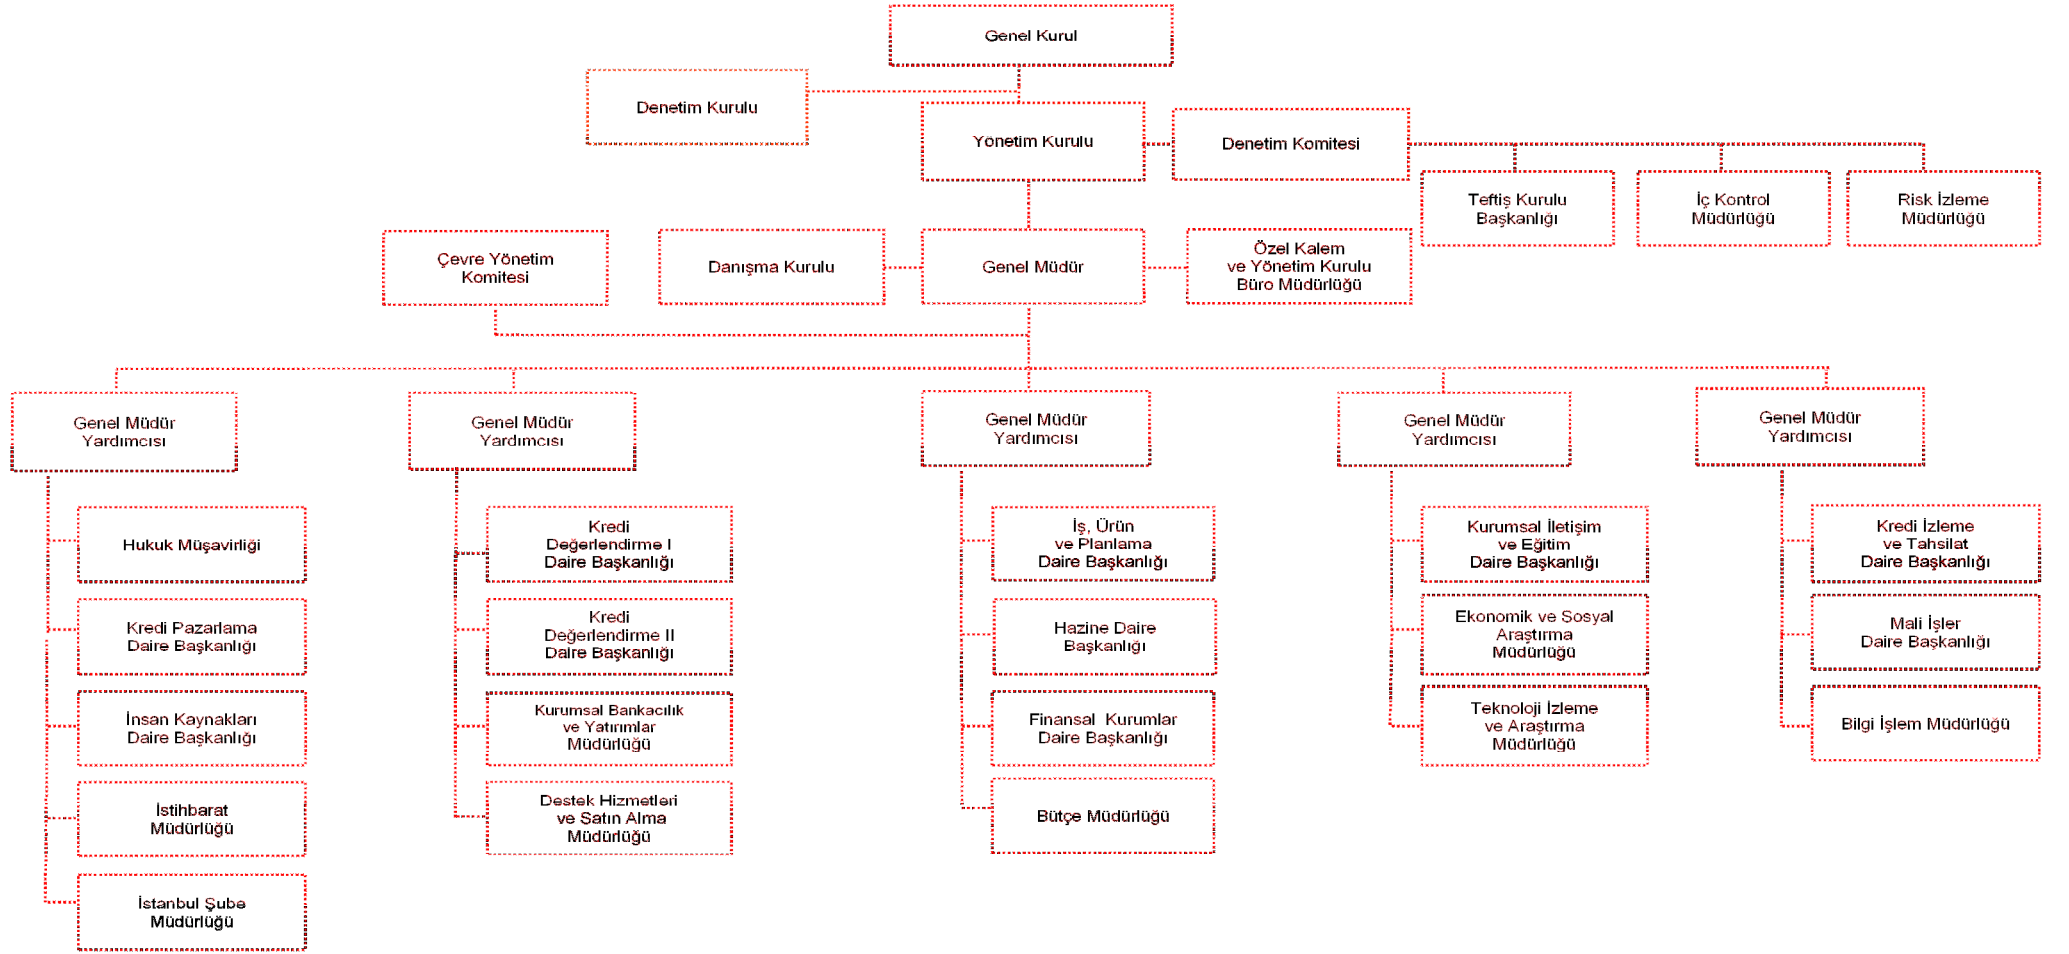 Genel Kurul
Denetim Kurulu
Yönetim Kurulu
Denetim Komitesi
Teftiş Kurulu
Başkanlığı
İç Kontrol
Müdürlüğü
Risk İzleme
Müdürlüğü
Çevre Yönetim
Komitesi
Danışma Kurulu
Genel Müdür
Özel Kalem
ve Yönetim Kurulu
Büro Müdürlüğü
Genel Müdür
Yardımcısı
Genel Müdür
Yardımcısı
Genel Müdür
Yardımcısı
Genel Müdür
Yardımcısı
Genel Müdür
Yardımcısı
Hukuk Müşavirliği
Kredi Pazarlama
Daire Başkanlığı
İnsan Kaynakları
Daire Başkanlığı
İstihbarat
Müdürlüğü
İstanbul Şube
Müdürlüğü
Kredi
Değerlendirme I
Daire Başkanlığı
Kredi
Değerlendirme II
Daire Başkanlığı
Kurumsal Bankacılık
ve Yatırımlar
Müdürlüğü
Destek Hizmetleri
ve Satın Alma
Müdürlüğü
İş, Ürün
ve Planlama
Daire Başkanlığı
Hazine Daire
Başkanlığı
Finansal Kurumlar
Daire Başkanlığı
Bütçe Müdürlüğü
Kurumsal İletişim
ve Eğitim
Daire Başkanlığı
Ekonomik ve Sosyal
Araştırma
Müdürlüğü
Teknoloji İzleme
ve Araştırma
Müdürlüğü
Kredi İzleme
ve Tahsilat
Daire Başkanlığı
Mali İşler
Daire Başkanlığı
Bilgi İşlem Müdürlüğü